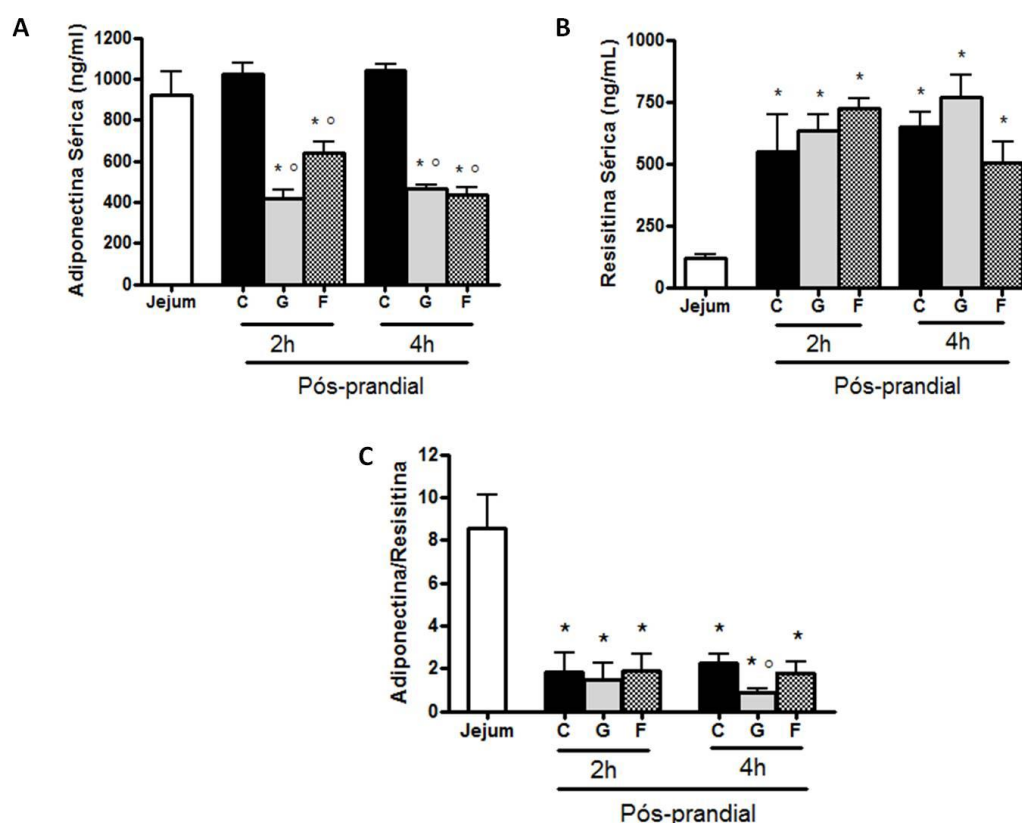 A
Adiponectina Sérica (ng/ml)
1200
1000
800
600
400
200
0
* ○
* ○
* ○
* ○
Jejum C G F C G F
2h 4h
Pós-prandial
B
Resisitina Sérica (ng/mL)
1000
750
500
250
0
* * * * * *
Jejum C G F C G F
2h 4h
Pós-prandial
C
Adiponectina/Resisitina
12
10
8
6
4
2
0
* * * * * ○ *
Jejum C G F C G F
2h 4h
Pós-prandial